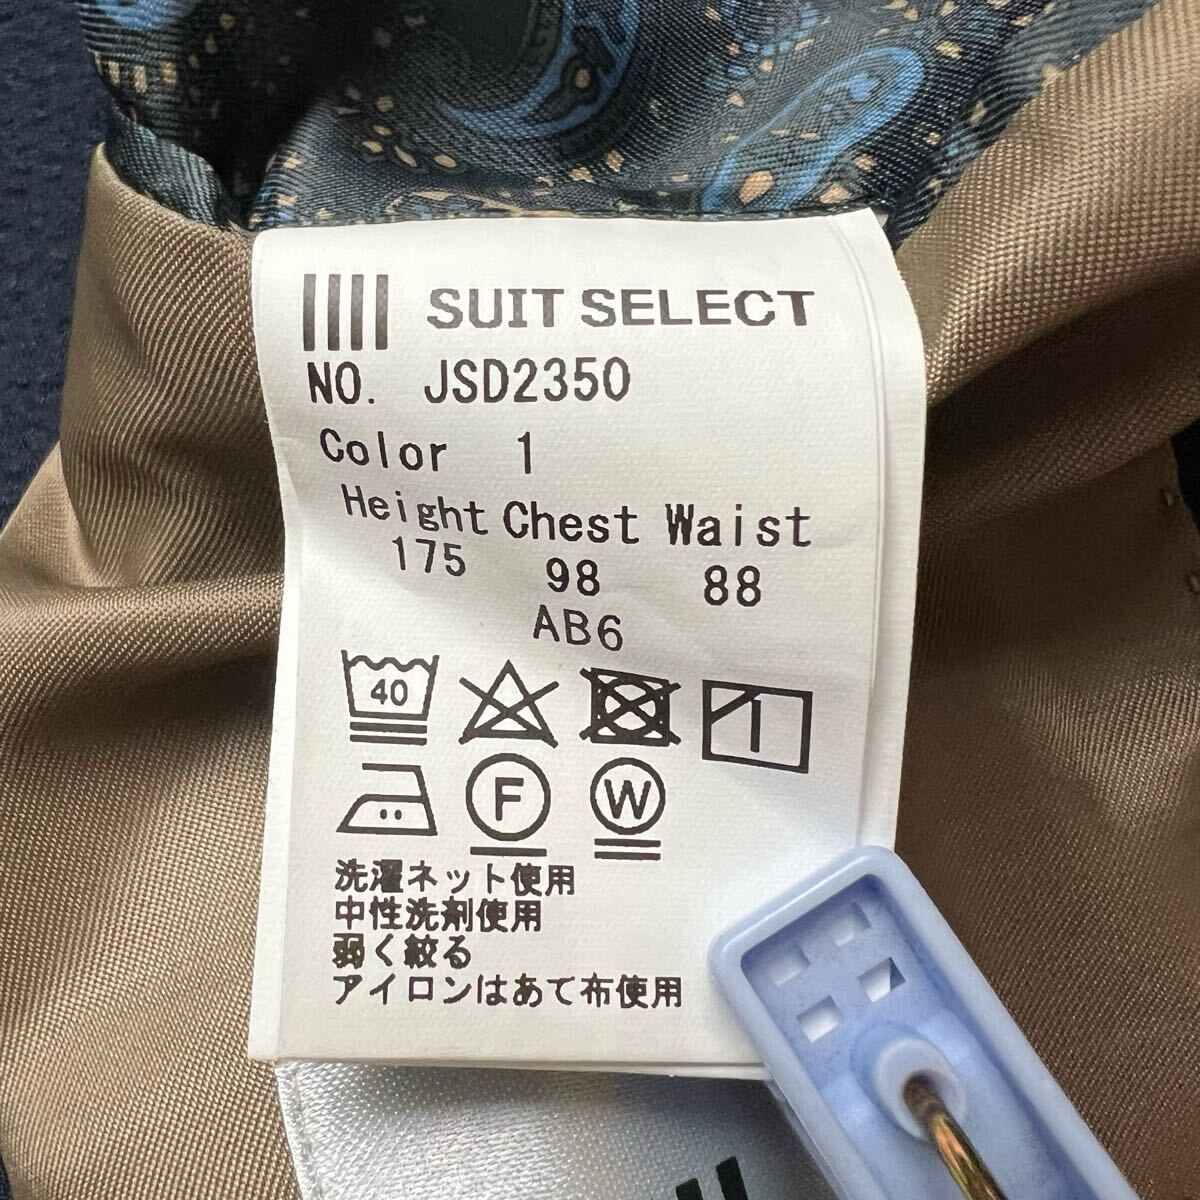 SUIT SELECT
NO. JSD2350
Color 1
Height Chest Waist
175 98 88
AB6
40
F W
洗濯ネット使用
中性洗剤使用
弱く絞る
アイロンはあて布使用